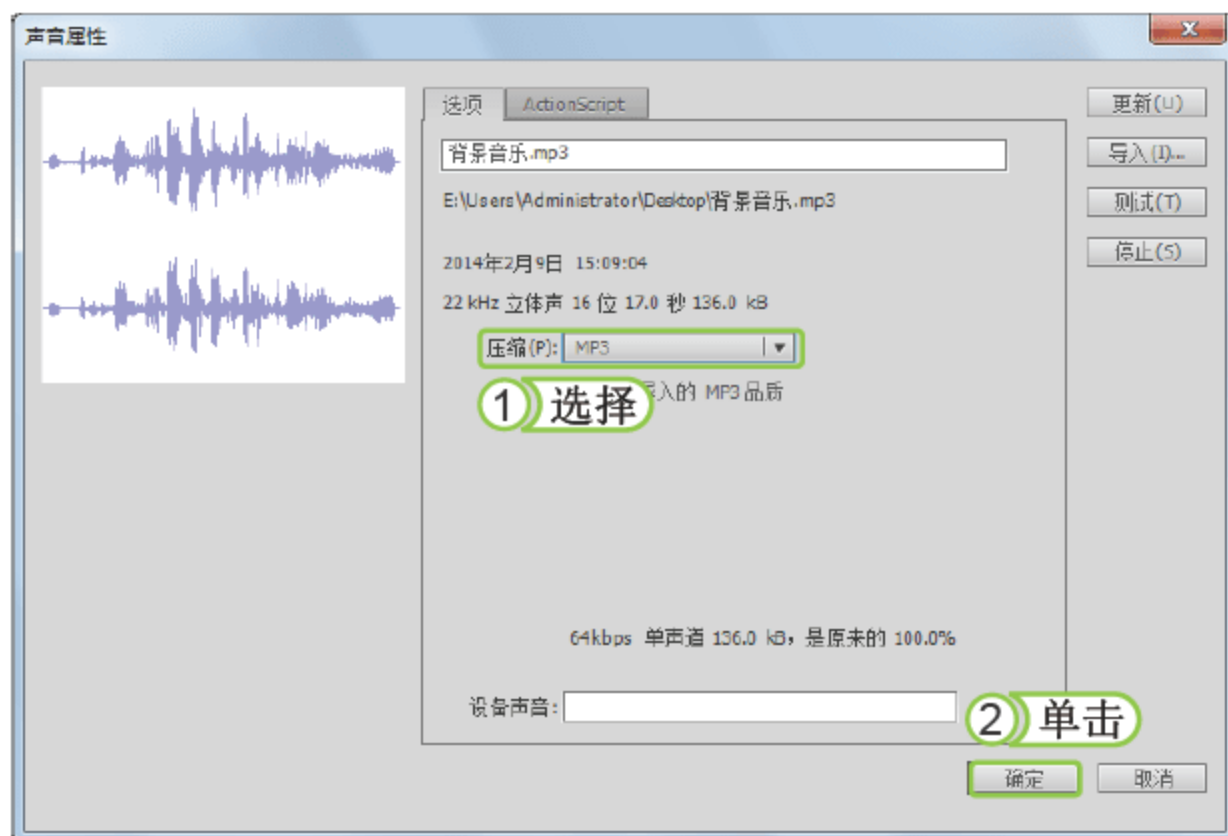 声音属性
选项 ActionScript
更新(U)
背景音乐.mp3
导入(I)...
E:\Users\Administrator\Desktop\背景音乐.mp3
测试(T)
停止(S)
2014年2月9日 15:09:04
22 kHz 立体声 16 位 17.0 秒 136.0 kB
压缩(P): MP3
① 选择
入的 MP3 品质
64kbps 单声道 136.0 kB，是原来的 100.0%
设备声音:
② 单击
确定 取消